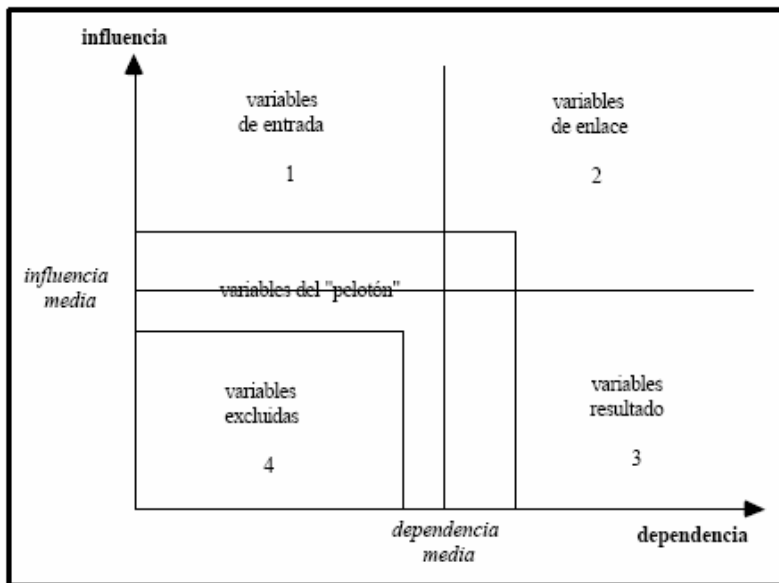 influencia
variables
de entrada
1
variables
de enlace
2
influencia
media
variables del "pelotón"
variables
excluidas
4
variables
resultado
3
dependencia
media
dependencia